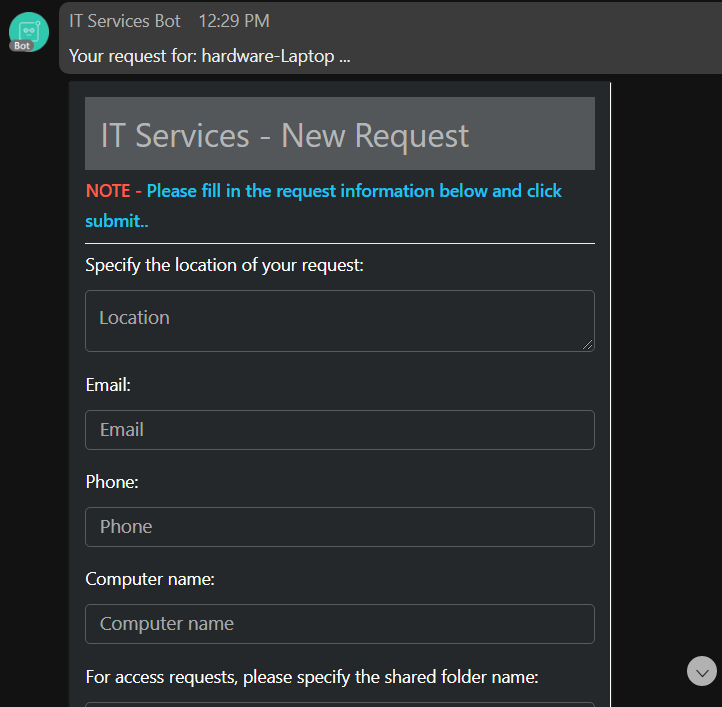 IT Services Bot 12:29 PM
Bot
Your request for: hardware-Laptop ...
IT Services - New Request
NOTE - Please fill in the request information below and click
submit..
Specify the location of your request:
Location
Email:
Email
Phone:
Phone
Computer name:
Computer name
For access requests, please specify the shared folder name: